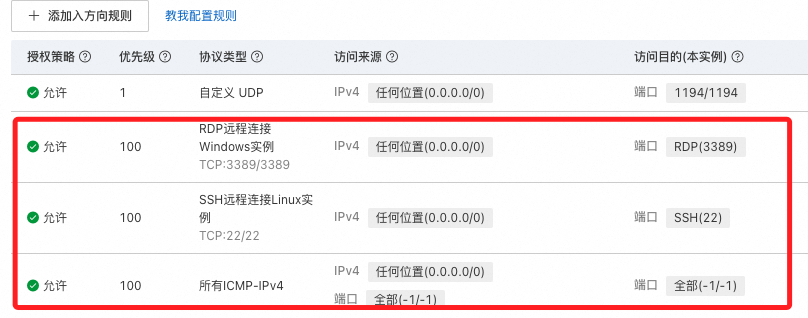 ＋ 添加入方向规则 教我配置规则
授权策略 优先级 协议类型 访问来源 访问目的(本实例)
允许 1 自定义 UDP IPv4 任何位置(0.0.0.0/0) 端口 1194/1194
RDP远程连接
允许 100 Windows实例 IPv4 任何位置(0.0.0.0/0) 端口 RDP(3389)
TCP:3389/3389
SSH远程连接Linux实
允许 100 例 IPv4 任何位置(0.0.0.0/0) 端口 SSH(22)
TCP:22/22
IPv4 任何位置(0.0.0.0/0)
允许 100 所有ICMP-IPv4 端口 全部(-1/-1)
端口 全部(-1/-1)